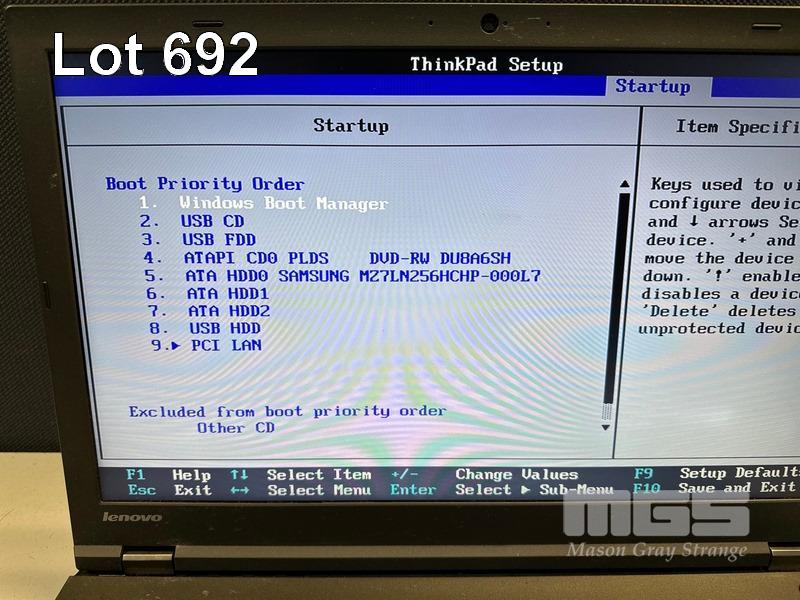 Lot 692
ThinkPad Setup
Startup
Startup
Item Specifi
Boot Priority Order
1. Windows Boot Manager
2. USB CD
3. USB FDD
4. ATAPI CD0 PLDS DVD-RW DU8A6SH
5. ATA HDD0 SAMSUNG MZ7LN256HCHP-000L7
6. ATA HDD1
7. ATA HDD2
8. USB HDD
9.▶ PCI LAN
Excluded from boot priority order
Other CD
Keys used to vi
configure devic
and ↓ arrows Se
device. '+' and
move the device
down. '!' enable
disables a devic
'Delete' deletes
unprotected devic
F1 Help ↑↓ Select Item +/- Change Values F9 Setup Default
Esc Exit ←→ Select Menu Enter Select ▶ Sub-Menu F10 Save and Exit
lenovo
MGS
Mason Gray Strange